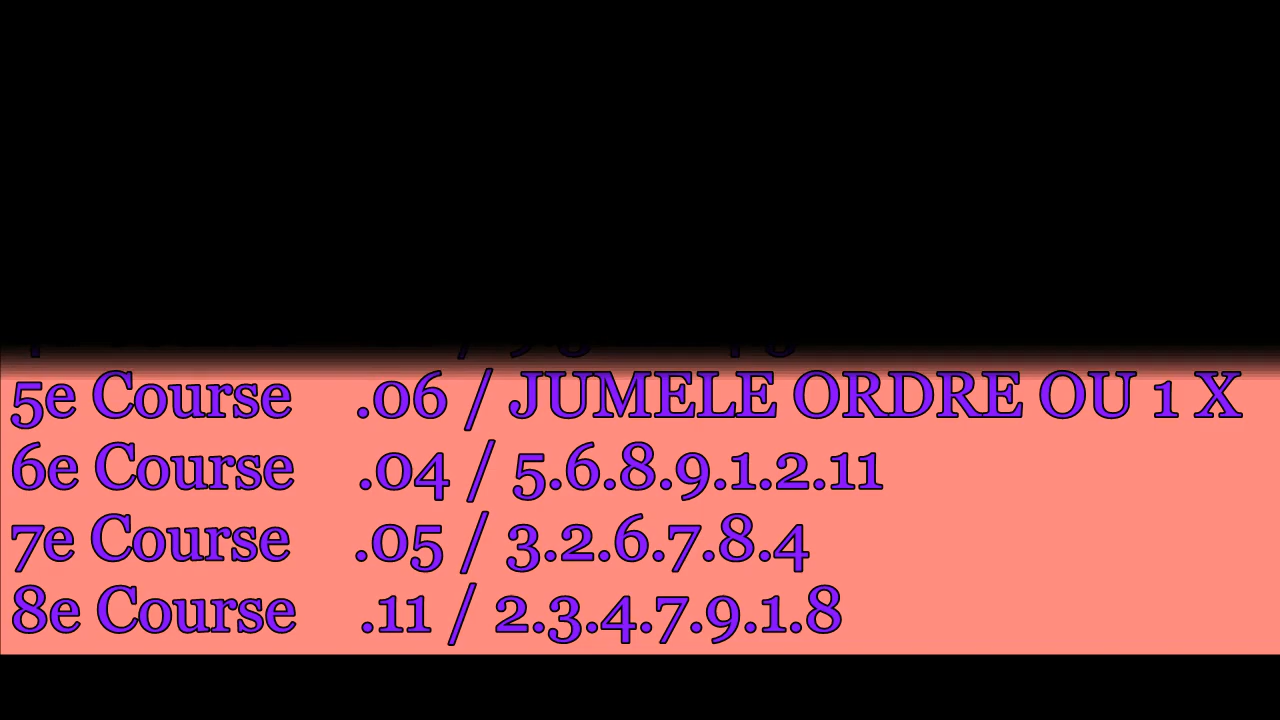 5e Course .06 / JUMELE ORDRE OU 1 X
6e Course .04 / 5.6.8.9.1.2.11
7e Course .05 / 3.2.6.7.8.4
8e Course .11 / 2.3.4.7.9.1.8